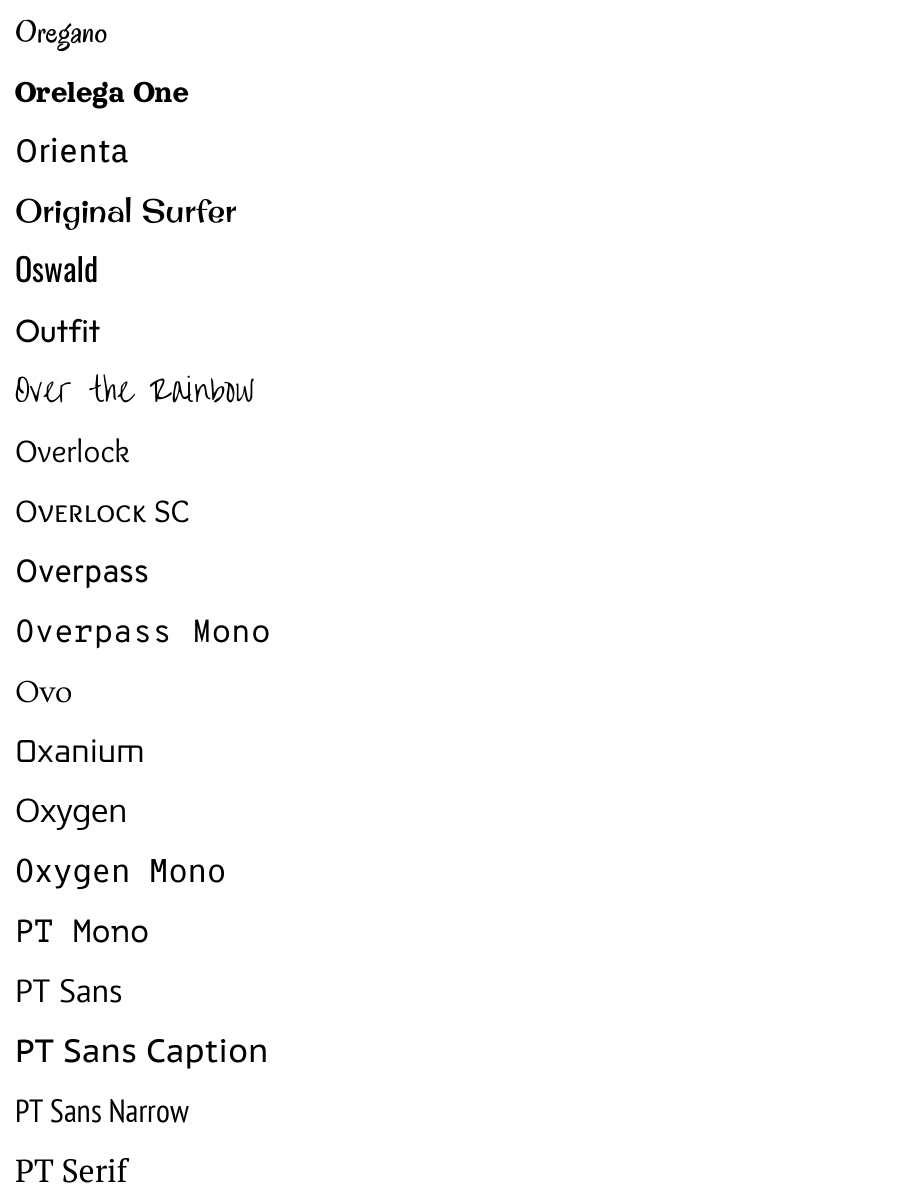 Oregano
Orelega One
Orienta
Original Surfer
Oswald
Outfit
Over the Rainbow
Overlock
Overlock SC
Overpass
Overpass Mono
Ovo
Oxanium
Oxygen
Oxygen Mono
PT Mono
PT Sans
PT Sans Caption
PT Sans Narrow
PT Serif